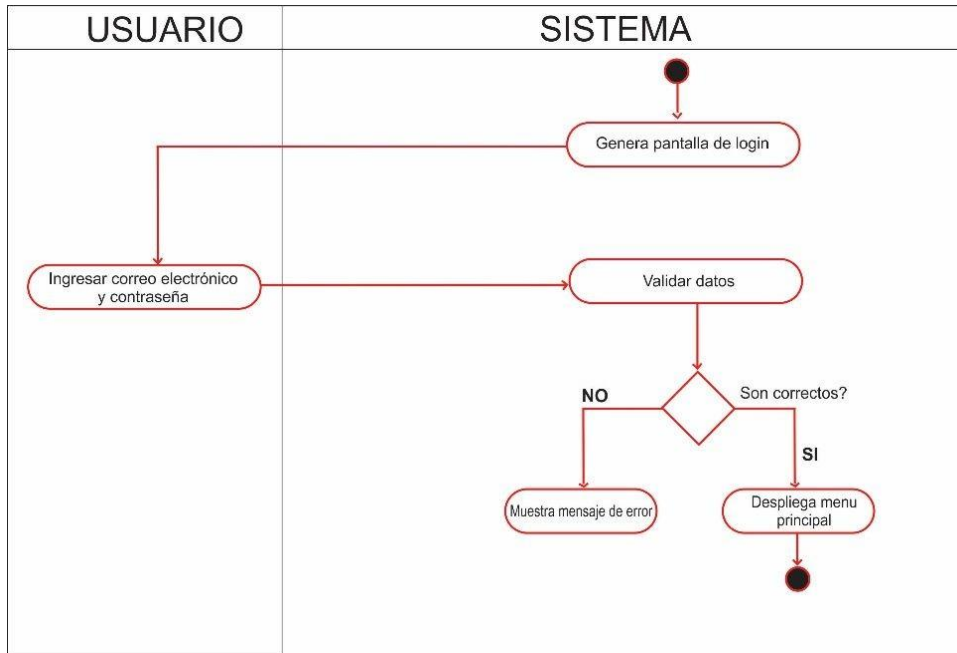 USUARIO
SISTEMA
Genera pantalla de login
Ingresar correo electrónico
y contraseña
Validar datos
Son correctos?
NO
SI
Muestra mensaje de error
Despliega menu
principal